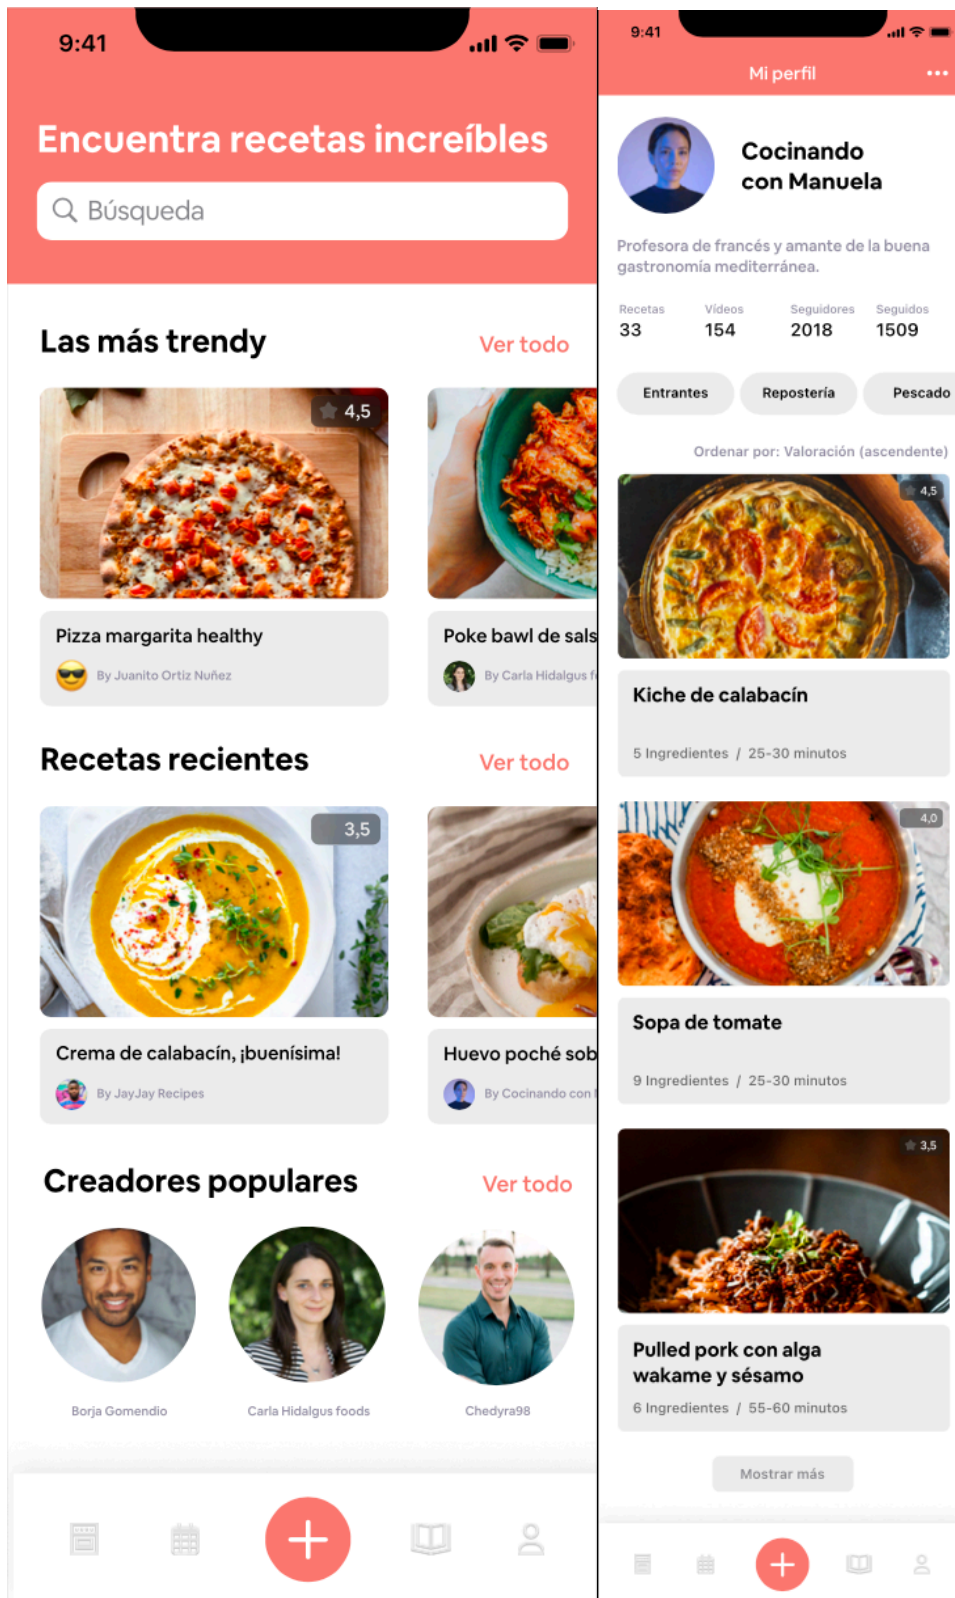 9:41
Encuentra recetas increíbles
Búsqueda
Las más trendy
Ver todo
4,5
Pizza margarita healthy
By Juanito Ortiz Nuñez
Poke bawl de sals
By Carla Hidalgus f
Recetas recientes
Ver todo
3,5
Crema de calabacín, ¡buenísima!
By JayJay Recipes
Huevo poché sob
By Cocinando con
Creadores populares
Ver todo
Borja Gomendio
Carla Hidalgus foods
Chedyra98
9:41
Mi perfil
Cocinando
con Manuela
Profesora de francés y amante de la buena
gastronomía mediterránea.
Recetas Vídeos Seguidores Seguidos
33 154 2018 1509
Entrantes Repostería Pescado
Ordenar por: Valoración (ascendente)
4,5
Kiche de calabacín
5 Ingredientes / 25-30 minutos
4,0
Sopa de tomate
9 Ingredientes / 25-30 minutos
3,5
Pulled pork con alga
wakame y sésamo
6 Ingredientes / 55-60 minutos
Mostrar más